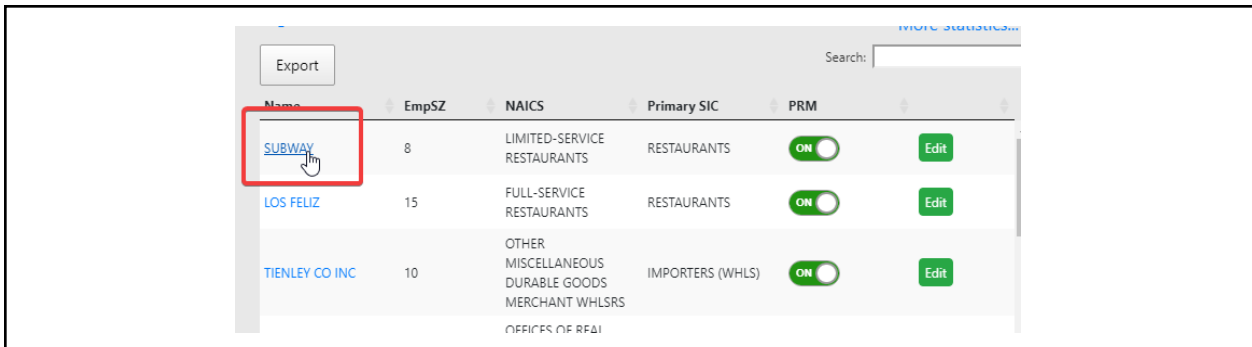 More statistics...
Export
Search:
Name EmpSZ NAICS Primary SIC PRM
SUBWAY 8 LIMITED-SERVICE RESTAURANTS ON Edit
RESTAURANTS
LOS FELIZ 15 FULL-SERVICE RESTAURANTS ON Edit
RESTAURANTS
OTHER
MISCELLANEOUS
TIENLEY CO INC 10 DURABLE GOODS IMPORTERS (WHLS) ON Edit
MERCHANT WHLSRS
OFFICES OF REAL